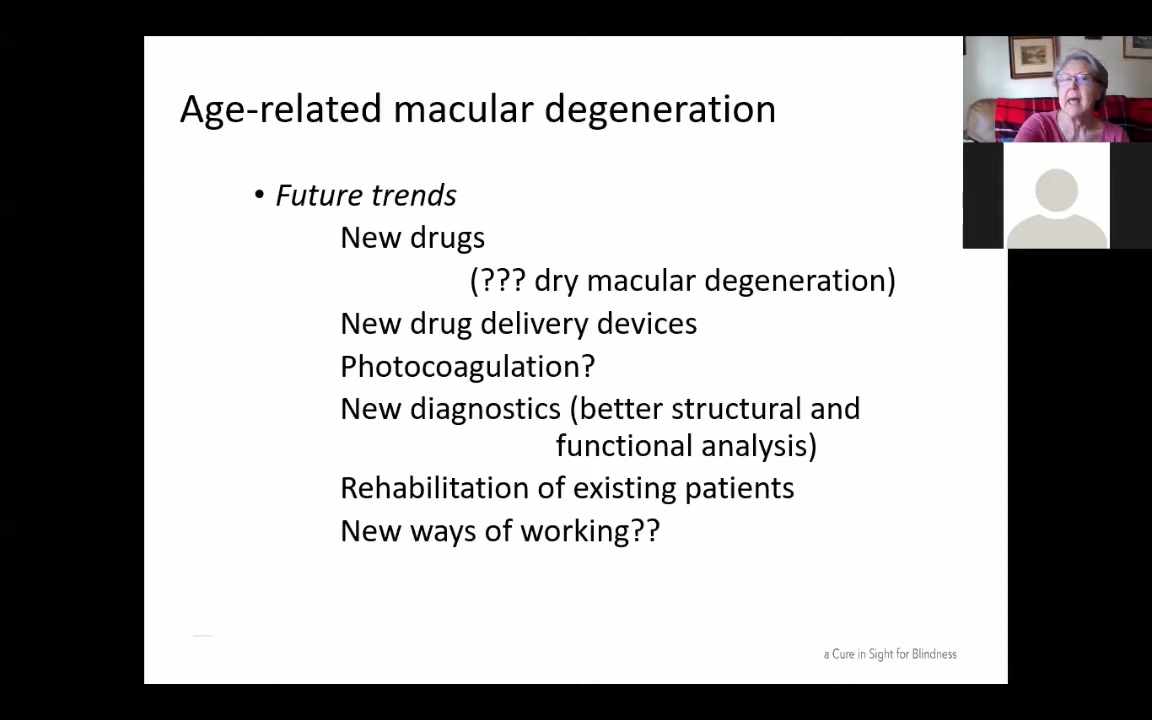 Age-related macular degeneration
• Future trends
New drugs
(??? dry macular degeneration)
New drug delivery devices
Photocoagulation?
New diagnostics (better structural and
functional analysis)
Rehabilitation of existing patients
New ways of working??
a Cure in Sight for Blindness